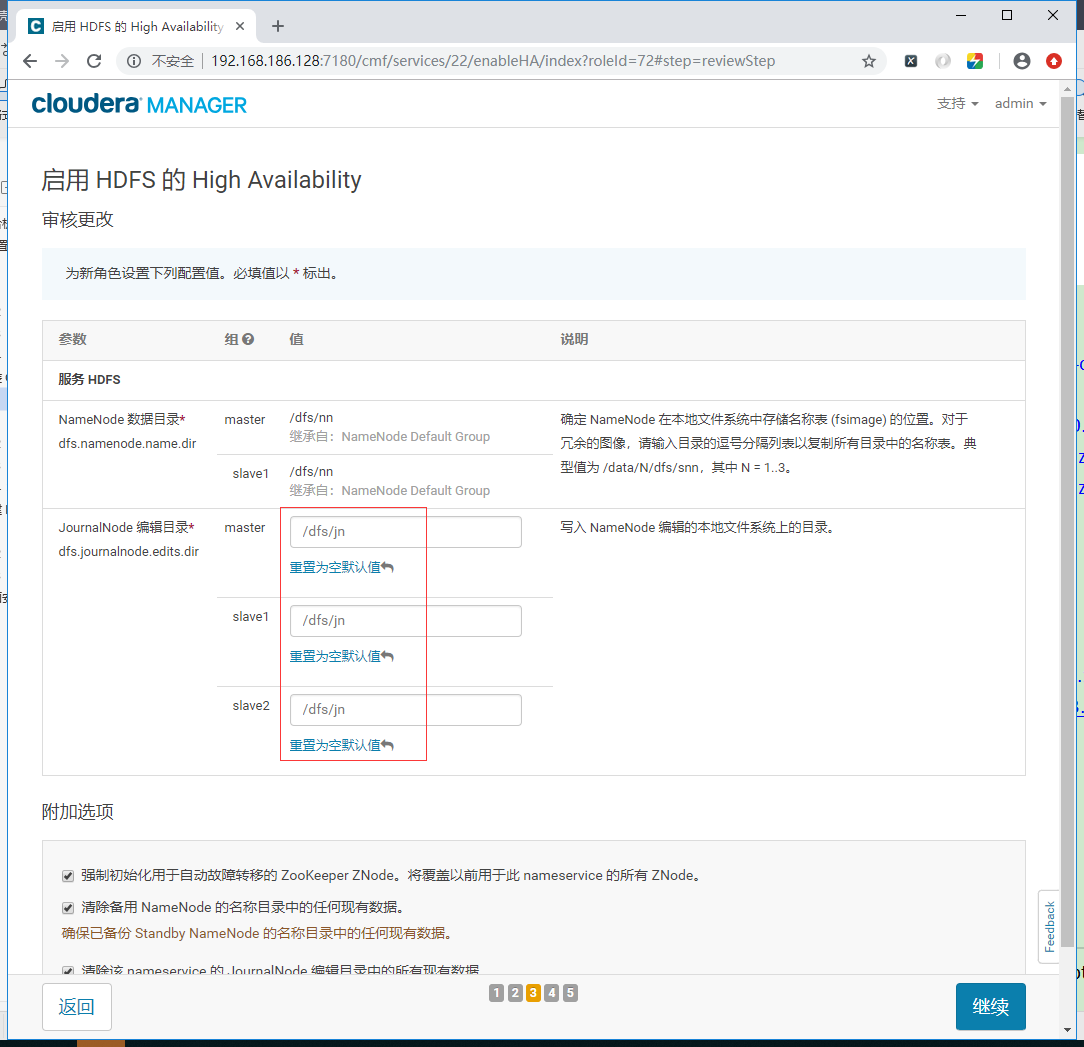 启用 HDFS 的 High Availability
不安全 192.168.186.128:7180/cmf/services/22/enableHA/index?roleId=72#step=reviewStep
cloudera MANAGER
支持 admin
启用 HDFS 的 High Availability
审核更改
为新角色设置下列配置值。必填值以 * 标出。
参数 组 值 说明
服务 HDFS
NameNode 数据目录*
dfs.namenode.name.dir
master
/dfs/nn
继承自：NameNode Default Group
slave1
/dfs/nn
继承自：NameNode Default Group
确定 NameNode 在本地文件系统中存储名称表 (fsimage) 的位置。对于
冗余的图像，请输入目录的逗号分隔列表以复制所有目录中的名称表。典
型值为 /data/N/dfs/snn，其中 N = 1..3。
JournalNode 编辑目录*
dfs.journalnode.edits.dir
master
/dfs/jn
重置为空默认值
slave1
/dfs/jn
重置为空默认值
slave2
/dfs/jn
重置为空默认值
写入 NameNode 编辑的本地文件系统上的目录。
附加选项
强制初始化用于自动故障转移的 ZooKeeper ZNode。将覆盖以前用于此 nameservice 的所有 ZNode。
清除备用 NameNode 的名称目录中的任何现有数据。
确保已备份 Standby NameNode 的名称目录中的任何现有数据。
清除该 nameservice 的 JournalNode 编辑目录中的所有现有数据
Feedback
返回
1 2 3 4 5
继续